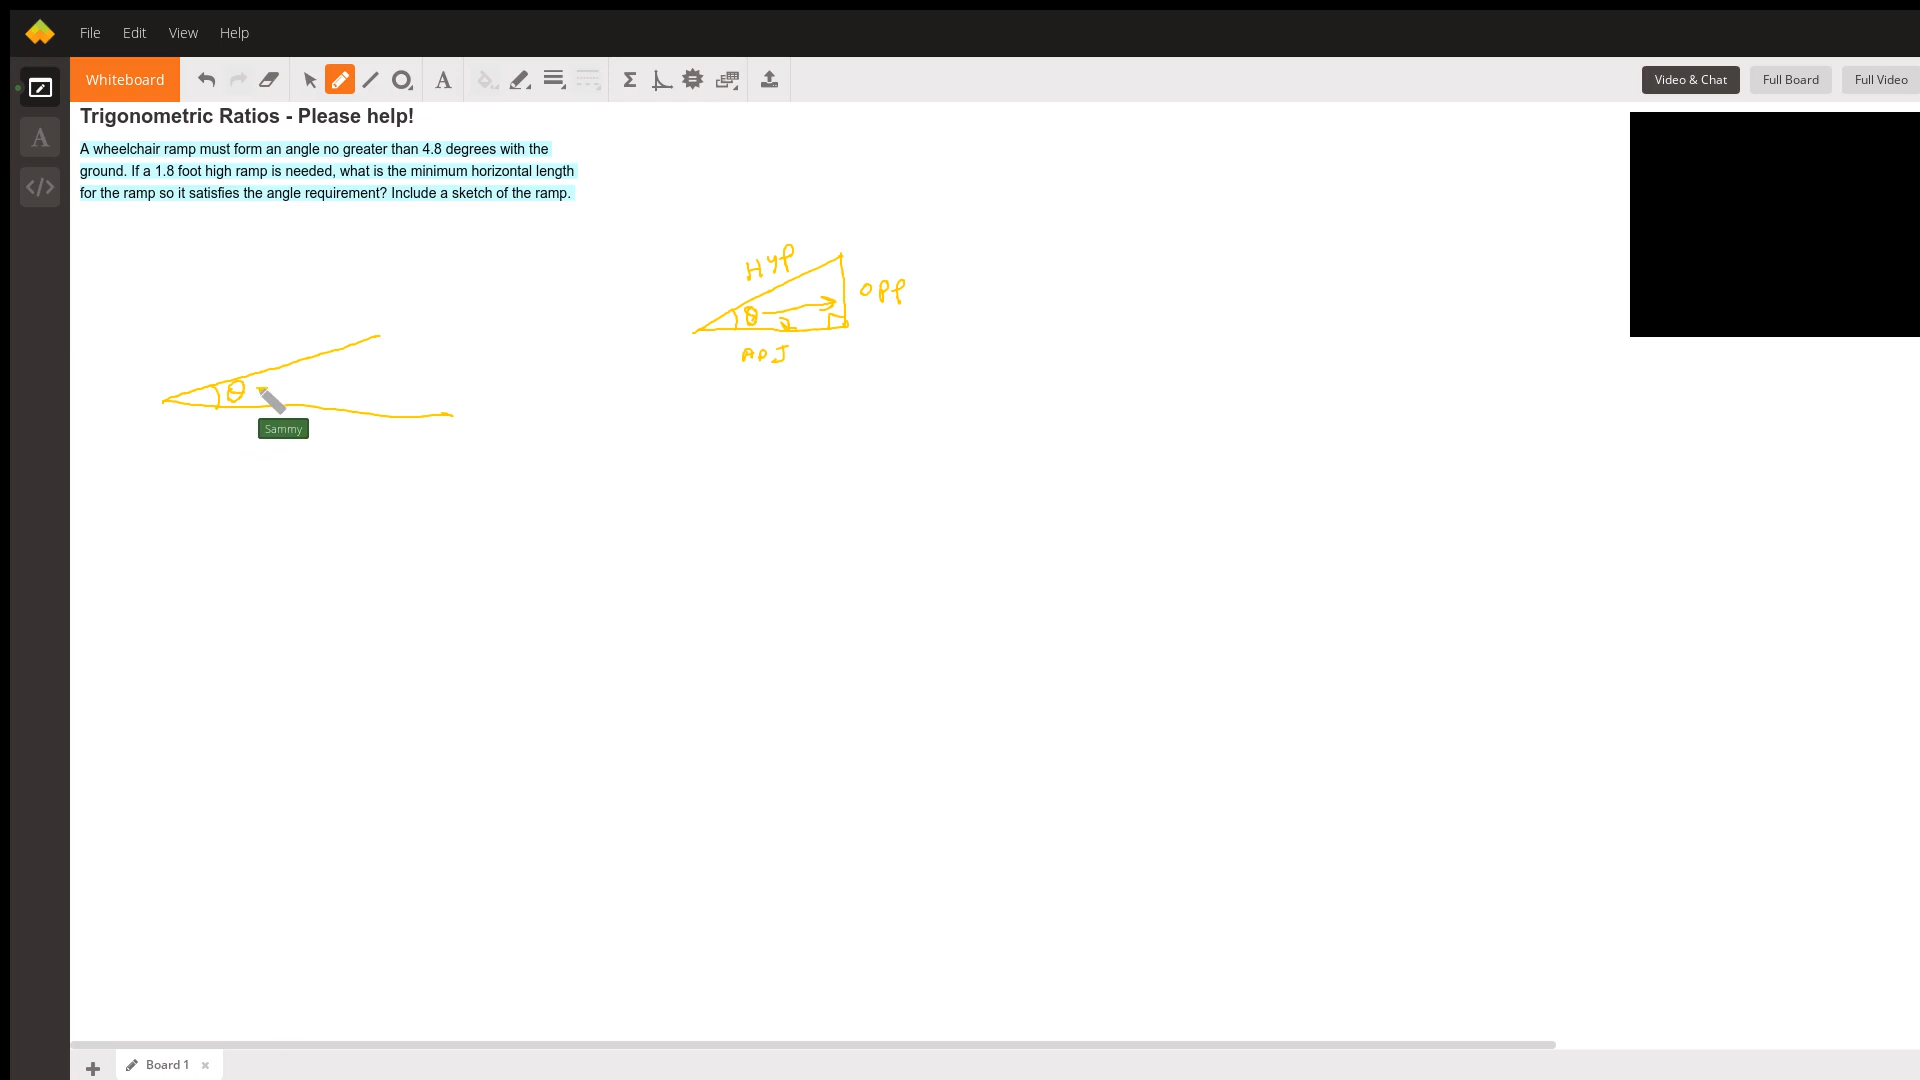 File Edit View Help
Whiteboard
Video & Chat Full Board Full Video
Trigonometric Ratios - Please help!
A wheelchair ramp must form an angle no greater than 4.8 degrees with the
ground. If a 1.8 foot high ramp is needed, what is the minimum horizontal length
for the ramp so it satisfies the angle requirement? Include a sketch of the ramp.
Hyp
OPP
θ
ADJ
θ
Sammy
Board 1